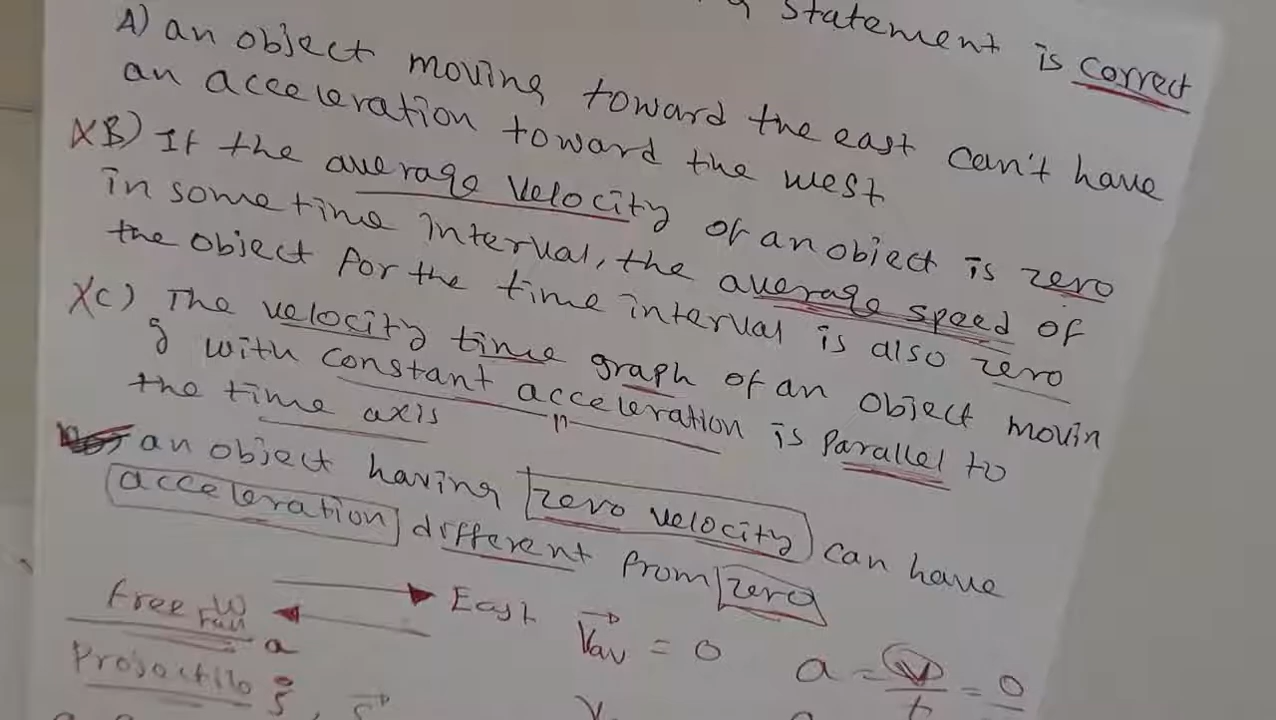 statement is correct
A) an object moving toward the east can't have
an acceleration toward the west
XB) If the average velocity of an object is zero
in some time interval, the average speed of
the object for the time interval is also zero
XC) The velocity time graph of an object movin
g with constant acceleration is Parallel to
the time axis
an object having zero velocity can have
acceleration different from zero
East
free fall W a
Projectile
Vav = 0
a = V/t = 0